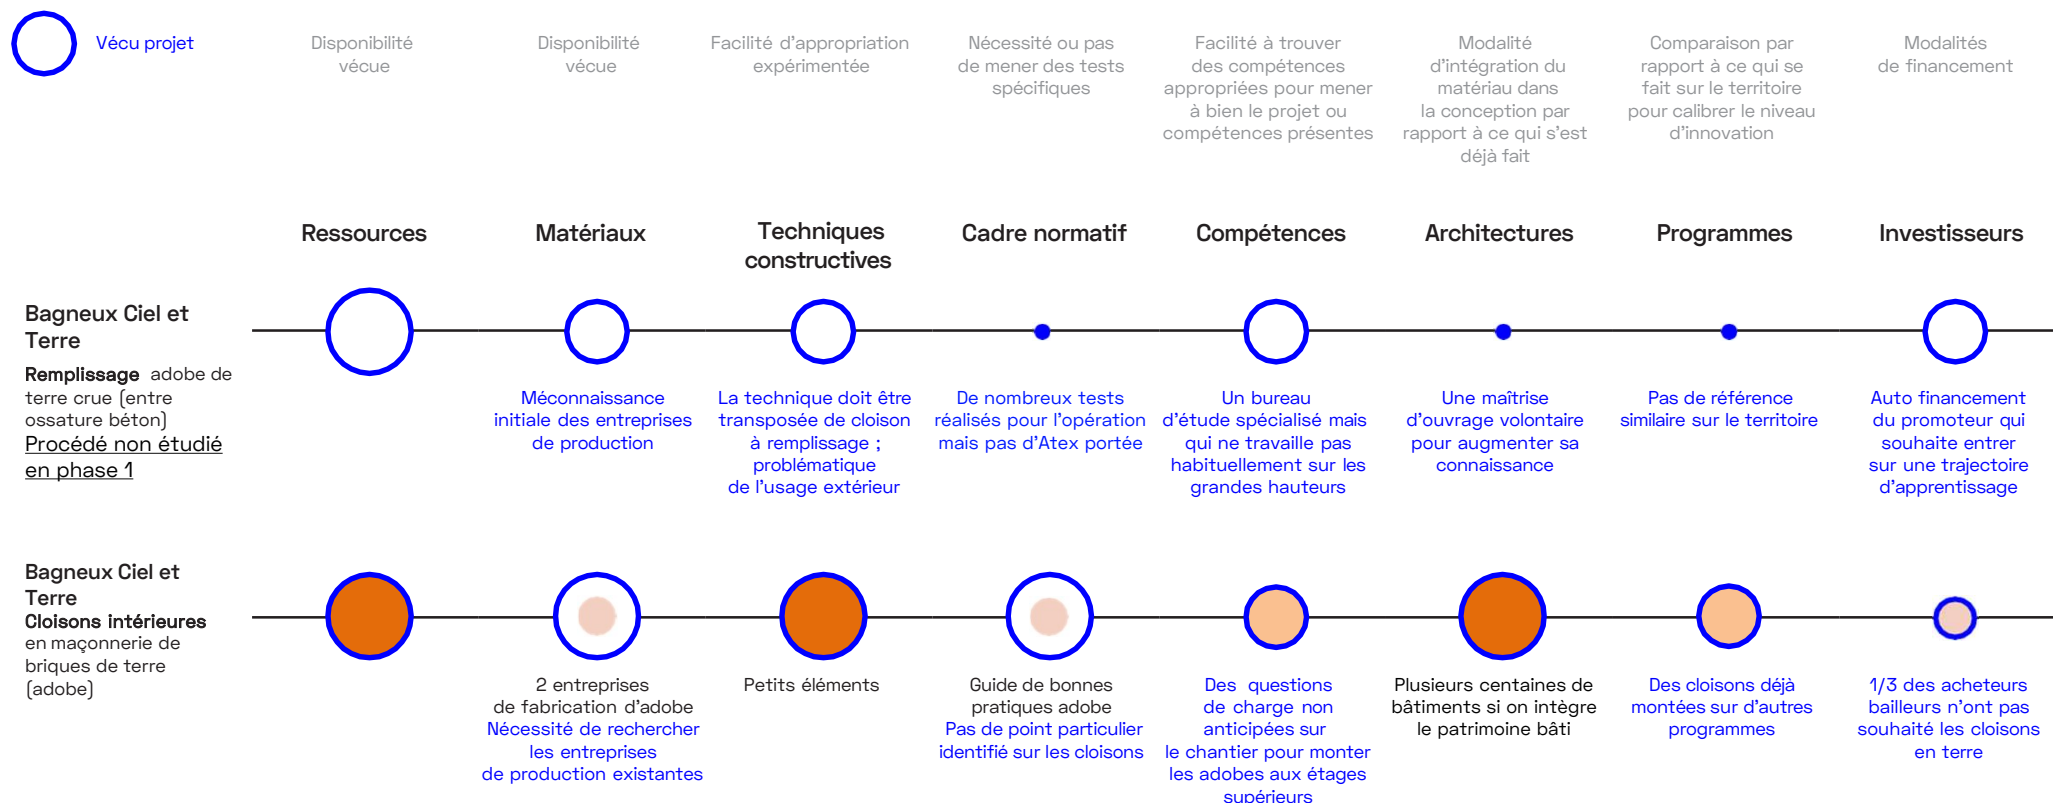 Vécu projet
Disponibilité
vécue
Disponibilité
vécue
Facilité d'appropriation
expérimentée
Nécessité ou pas
de mener des tests
spécifiques
Facilité à trouver
des compétences
appropriées pour mener
à bien le projet ou
compétences présentes
Modalité
d'intégration du
matériau dans
la conception par
rapport à ce qui s'est
déjà fait
Comparaison par
rapport à ce qui se
fait sur le territoire
pour calibrer le niveau
d'innovation
Modalités
de financement
Ressources
Matériaux
Techniques
constructives
Cadre normatif
Compétences
Architectures
Programmes
Investisseurs
Bagneux Ciel et
Terre
Remplissage adobe de
terre crue (entre
ossature béton)
Procédé non étudié
en phase 1
Méconnaissance
initiale des entreprises
de production
La technique doit être
transposée de cloison
à remplissage ;
problématique
de l'usage extérieur
De nombreux tests
réalisés pour l'opération
mais pas d'Atex portée
Un bureau
d'étude spécialisé mais
qui ne travaille pas
habituellement sur les
grandes hauteurs
Une maîtrise
d'ouvrage volontaire
pour augmenter sa
connaissance
Pas de référence
similaire sur le territoire
Auto financement
du promoteur qui
souhaite entrer
sur une trajectoire
d'apprentissage
Bagneux Ciel et
Terre
Cloisons intérieures
en maçonnerie de
briques de terre
(adobe)
2 entreprises
de fabrication d'adobe
Nécessité de rechercher
les entreprises
de production existantes
Petits éléments
Guide de bonnes
pratiques adobe
Pas de point particulier
identifié sur les cloisons
Des questions
de charge non
anticipées sur
le chantier pour monter
les adobes aux étages
supérieurs
Plusieurs centaines de
bâtiments si on intègre
le patrimoine bâti
Des cloisons déjà
montées sur d'autres
programmes
1/3 des acheteurs
bailleurs n'ont pas
souhaité les cloisons
en terre